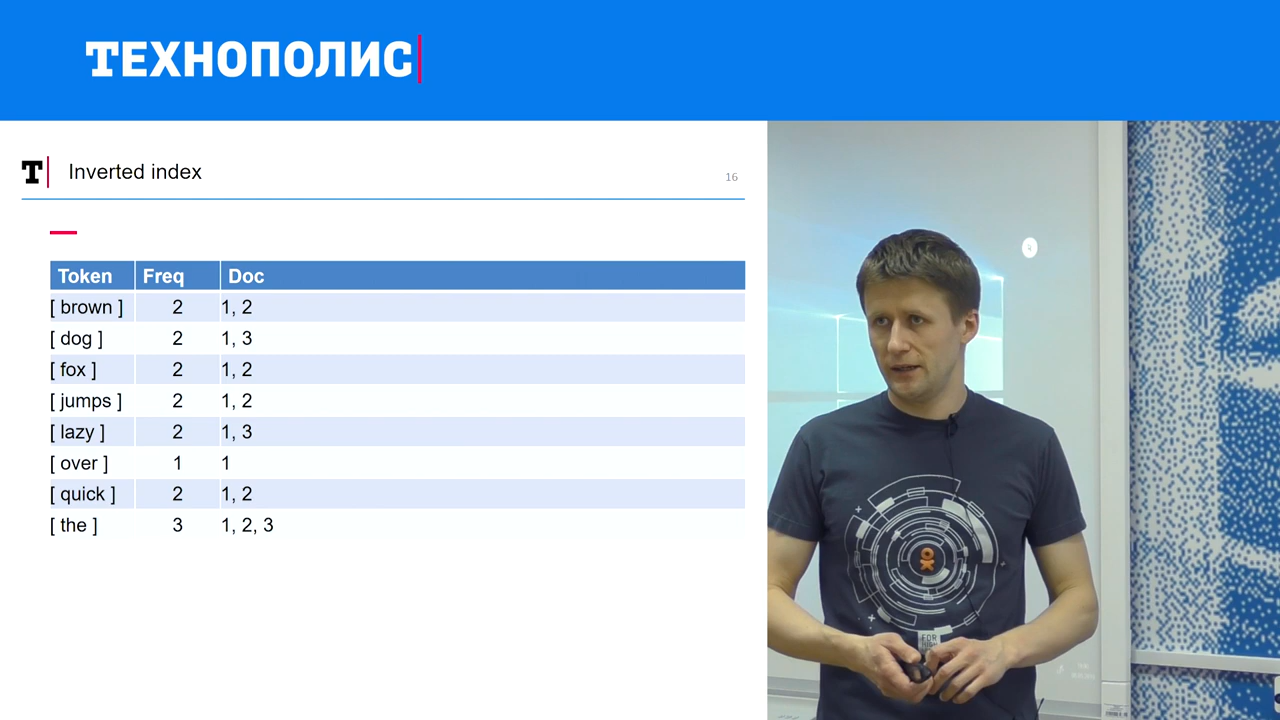 ТЕХНОПОЛИС
T
Inverted index
16
Token Freq Doc
[ brown ] 2 1, 2
[ dog ] 2 1, 3
[ fox ] 2 1, 2
[ jumps ] 2 1, 2
[ lazy ] 2 1, 3
[ over ] 1 1
[ quick ] 2 1, 2
[ the ] 3 1, 2, 3
FOR